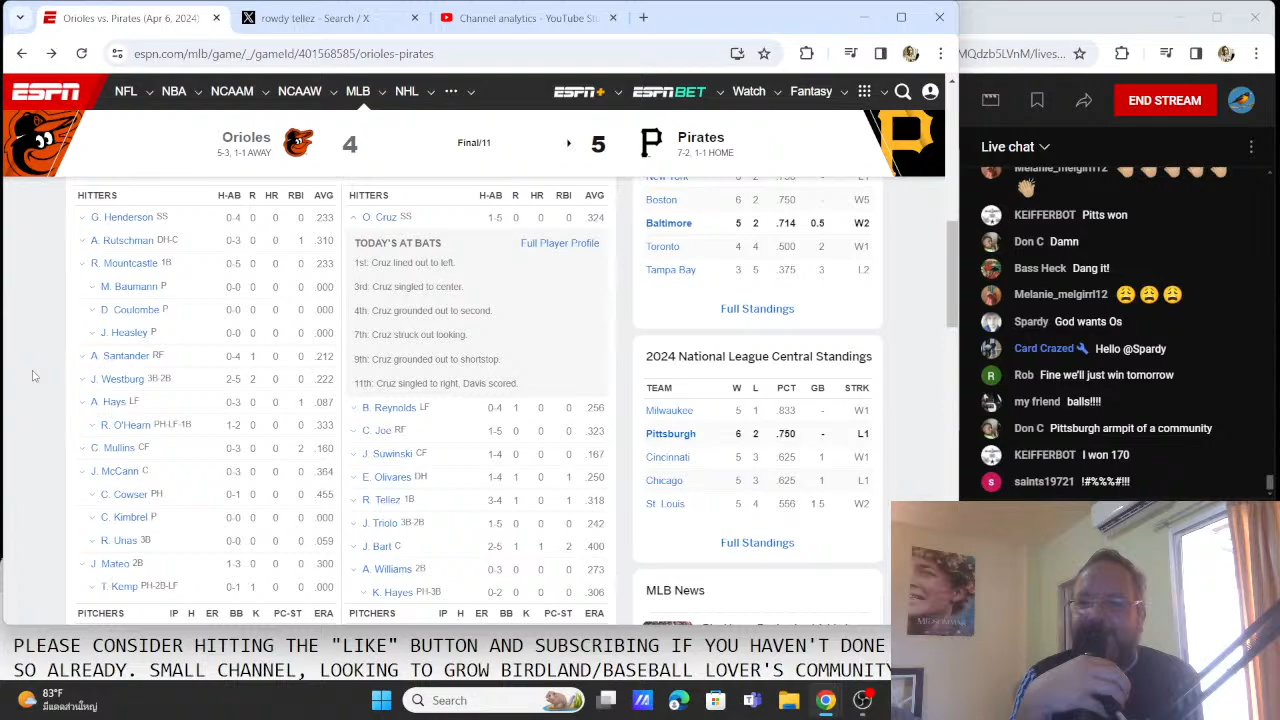 Orioles vs. Pirates (Apr 6, 2024)
rowdy tellez - Search / X
Channel analytics - YouTube Stu
espn.com/mlb/game/_/gameId/401568585/orioles-pirates
MQdzb5LVnM/lives...
ESPN NFL NBA NCAAM NCAAW MLB NHL ESPN+ ESPN BET Watch Fantasy
END STREAM
Orioles 4 Final/11 5 Pirates
5-3, 1-1 AWAY 7-2, 1-1 HOME
Live chat
HITTERS H-AB R HR RBI AVG
G. Henderson SS 0-4 0 0 0 .233
A. Rutschman DH-C 0-3 0 0 1 .310
R. Mountcastle 1B 0-5 0 0 0 .233
M. Baumann P 0-0 0 0 0 .000
D. Coulombe P 0-0 0 0 0 .000
J. Heasley P 0-0 0 0 0 .000
A. Santander RF 0-4 1 0 0
J. Westburg 3B-2B 2-5 2 0 0 .222
A. Hays LF 0-3 0 0 1 .087
R. O'Hearn PH-LF-1B 1-2 0 0 0 .333
C. Mullins CF 0-3 0 0 2 .160
J. McCann C 0-3 0 0 0 .364
C. Cowser PH 0-1 0 0 0 .455
C. Kimbrel P 0-0 0 0 0 .000
R. Urias 3B 0-0 0 0 0 .059
J. Mateo 2B 1-3 0 0 0 .300
T. Kemp PH-2B-LF 0-1 1 0 0 .000
PITCHERS IP H ER BB K PC-ST ERA
HITTERS H-AB R HR RBI AVG
O. Cruz SS 1-5 0 0 0 .324
TODAY'S AT BATS Full Player Profile
1st: Cruz lined out to left.
3rd: Cruz singled to center.
4th: Cruz grounded out to second.
7th: Cruz struck out looking.
9th: Cruz grounded out to shortstop.
11th: Cruz singled to right, Davis scored.
B. Reynolds LF 0-4 1 0 0 .256
C. Joe RF 1-5 0 0 0 .323
J. Suwinski CF 1-4 0 0 0 .167
E. Olivares DH 1-4 1 0 1 .250
R. Tellez 1B 3-4 1 0 1 .318
J. Triolo 3B-2B 1-5 0 0 0 .242
J. Bart C 2-5 1 1 2 .400
A. Williams 2B 0-3 0 0 0 .273
K. Hayes PH-3B 0-2 0 0 0 .306
PITCHERS IP H ER BB K PC-ST ERA
New York
Boston 6 2 .750 - W5
Baltimore 5 2 .714 0.5 W2
Toronto 4 4 .500 2 W1
Tampa Bay 3 5 .375 3 L2
Full Standings
2024 National League Central Standings
TEAM W L PCT GB STRK
Milwaukee 5 1 .833 - W1
Pittsburgh 6 2 .750 - L1
Cincinnati 5 3 .625 1 W1
Chicago 5 3 .625 1 L1
St. Louis 5 4 .556 1.5 W2
Full Standings
MLB News
Melanie_melgirrl12
KEIFFERBOT Pitts won
Don C Damn
Bass Heck Dang it!
Melanie_melgirrl12
Spardy God wants Os
Card Crazed Hello @Spardy
Rob Fine we'll just win tomorrow
my friend balls!!!!
Don C Pittsburgh armpit of a community
KEIFFERBOT I won 170
saints19721 !#%%%#!!!
MIDSOMMAR
PLEASE CONSIDER HITTING THE "LIKE" BUTTON AND SUBSCRIBING IF YOU HAVEN'T DONE
SO ALREADY. SMALL CHANNEL, LOOKING TO GROW BIRDLAND/BASEBALL LOVER'S COMMUNITY
83°F
มีแดดส่วนใหญ่
Search